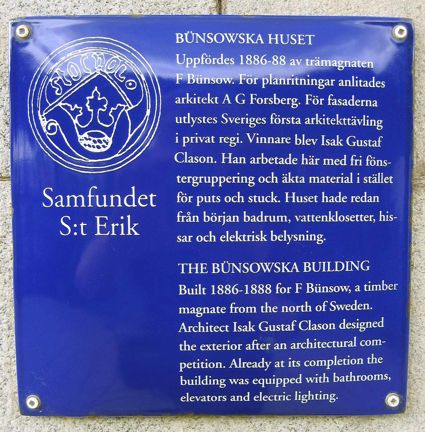 STOCHOLM
Samfundet
S:t Erik
BÜNSOWSKA HUSET
Uppfördes 1886-88 av trämagnaten
F Bünsow. För planritningar anlitades
arkitekt A G Forsberg. För fasaderna
utlystes Sveriges första arkitekttävling
i privat regi. Vinnare blev Isak Gustaf
Clason. Han arbetade här med fri föns-
tergruppering och äkta material i stället
för puts och stuck. Huset hade redan
från början badrum, vattenklosetter, his-
sar och elektrisk belysning.
THE BÜNSOWSKA BUILDING
Built 1886-1888 for F Bünsow, a timber
magnate from the north of Sweden.
Architect Isak Gustaf Clason designed
the exterior after an architectural com-
petition. Already at its completion the
building was equipped with bathrooms,
elevators and electric lighting.